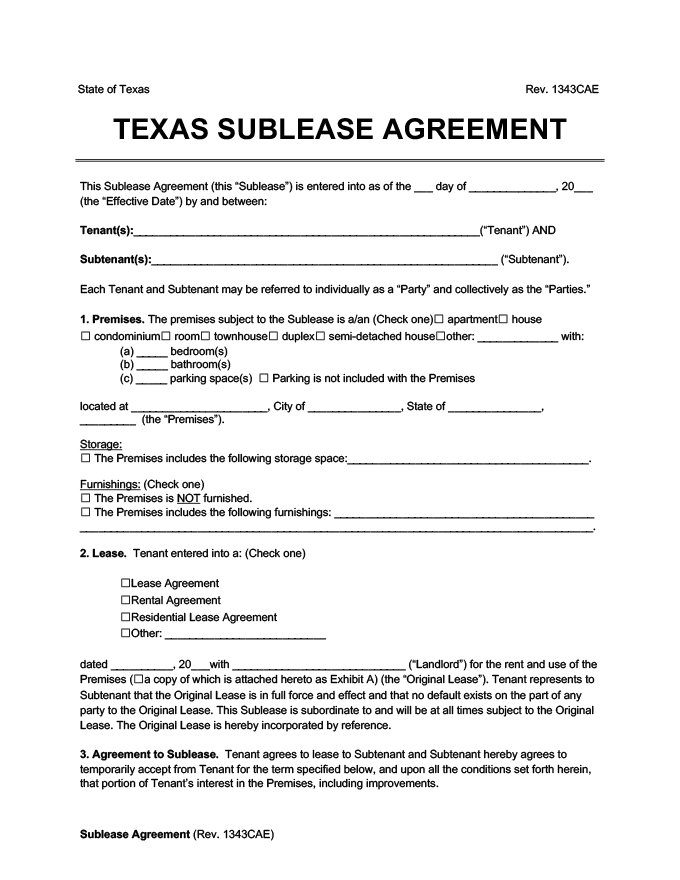 State of Texas Rev. 1343CAE
TEXAS SUBLEASE AGREEMENT
This Sublease Agreement (this “Sublease”) is entered into as of the ___ day of ______________, 20___
(the “Effective Date”) by and between:
Tenant(s):________________________________________________________(“Tenant”) AND
Subtenant(s):________________________________________________________ (“Subtenant”).
Each Tenant and Subtenant may be referred to individually as a “Party” and collectively as the “Parties.”
1. Premises. The premises subject to the Sublease is a/an (Check one)☐ apartment☐ house
☐ condominium☐ room☐ townhouse☐ duplex☐ semi-detached house☐other: _____________ with:
(a) _____ bedroom(s)
(b) _____ bathroom(s)
(c) _____ parking space(s) ☐ Parking is not included with the Premises
located at ______________________, City of _______________, State of _______________,
_________ (the “Premises”).
Storage:
☐ The Premises includes the following storage space:_______________________________________.
Furnishings: (Check one)
☐ The Premises is NOT furnished.
☐ The Premises includes the following furnishings: __________________________________________
___________________________________________________________________________________.
2. Lease. Tenant entered into a: (Check one)
☐Lease Agreement
☐Rental Agreement
☐Residential Lease Agreement
☐Other: __________________________
dated __________, 20___with ____________________________ (“Landlord”) for the rent and use of the
Premises (☐a copy of which is attached hereto as Exhibit A) (the “Original Lease”). Tenant represents to
Subtenant that the Original Lease is in full force and effect and that no default exists on the part of any
party to the Original Lease. This Sublease is subordinate to and will be at all times subject to the Original
Lease. The Original Lease is hereby incorporated by reference.
3. Agreement to Sublease. Tenant agrees to lease to Subtenant and Subtenant hereby agrees to
temporarily accept from Tenant for the term specified below, and upon all the conditions set forth herein,
that portion of Tenant’s interest in the Premises, including improvements.
Sublease Agreement (Rev. 1343CAE)